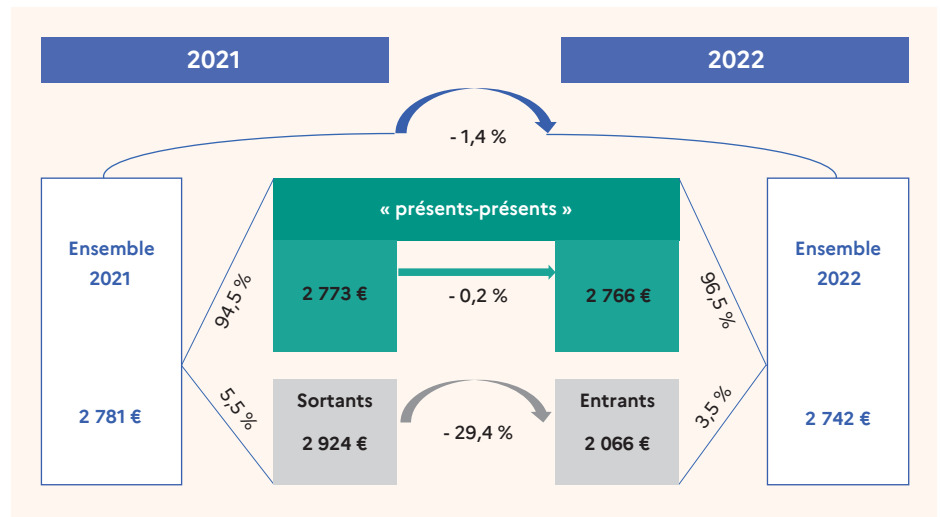 2021
2022
- 1,4 %
« présents-présents »
Ensemble
2021
2 781 €
94,5 %
5,5 %
2 773 €
- 0,2 %
2 766 €
Sortants
2 924 €
- 29,4 %
Entrants
2 066 €
96,5 %
3,5 %
Ensemble
2022
2 742 €